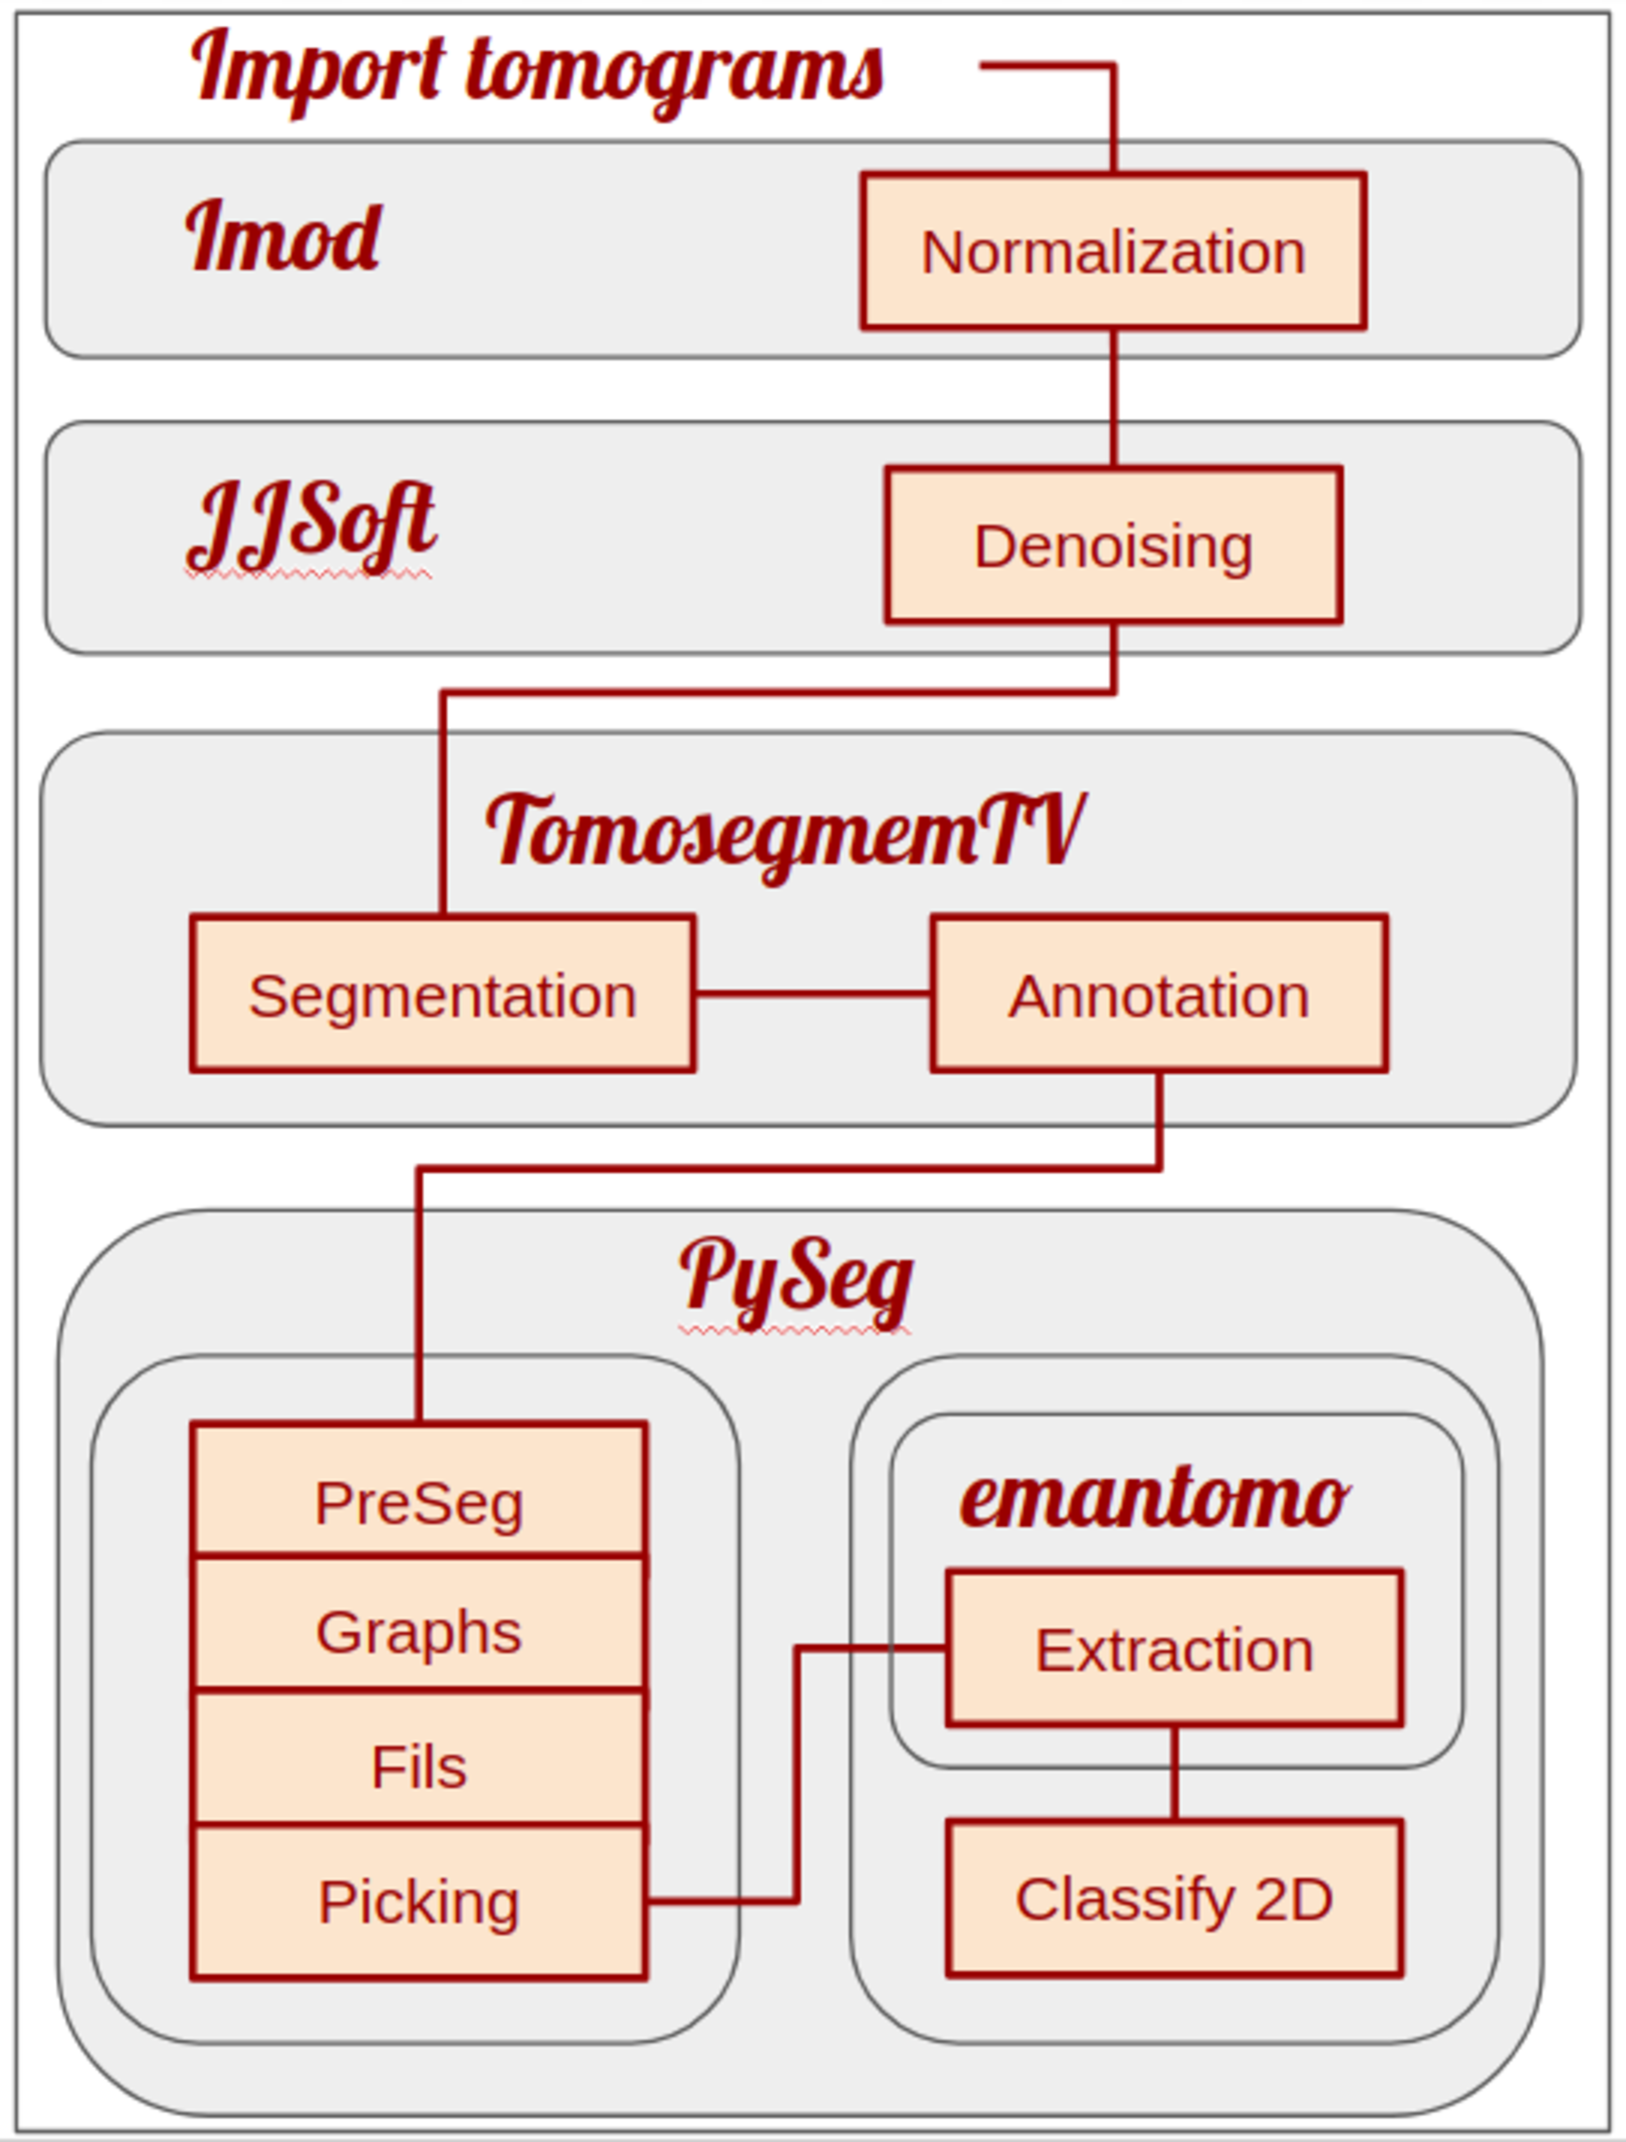 Import tomograms
Imod
Normalization
JJSoft
Denoising
TomosegmemTV
Segmentation
Annotation
PySeg
PreSeg
Graphs
Fils
Picking
emantomo
Extraction
Classify 2D